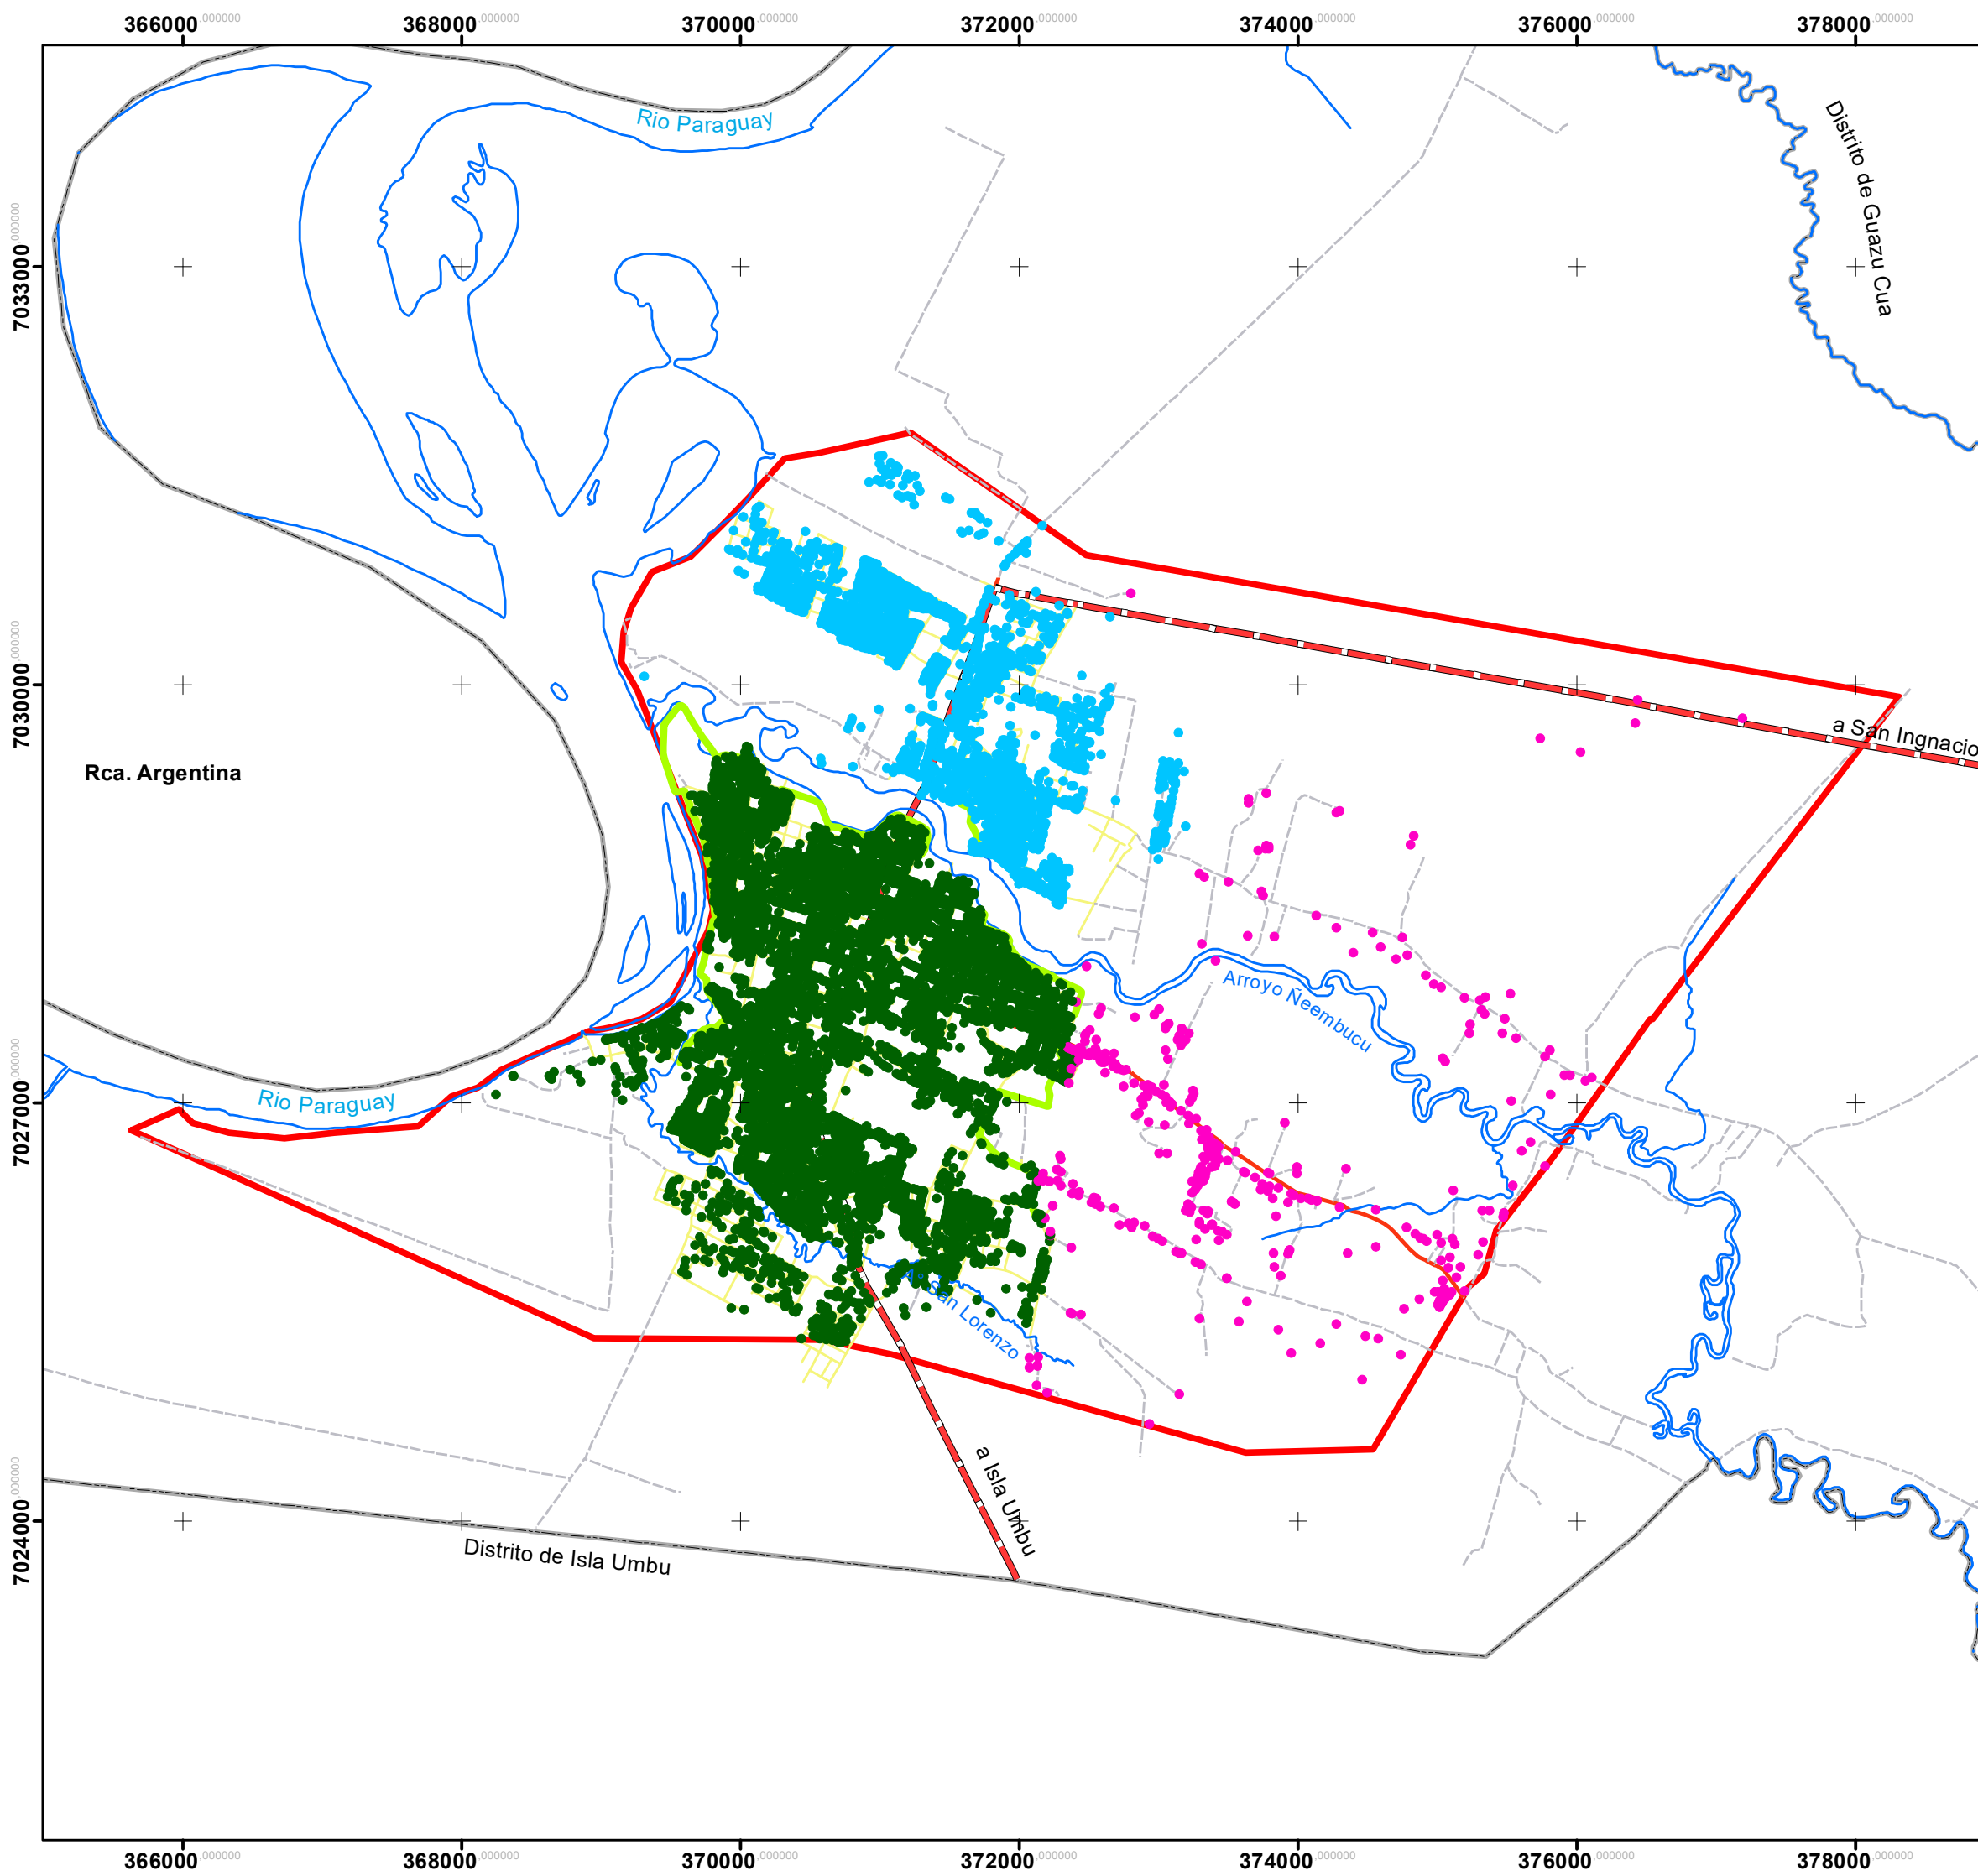 366000.000000 368000.000000 370000.000000 372000.000000 374000.000000 376000.000000 378000.000000
Rio Paraguay
Distrito de Guazu Cua
7033000.000000
7030000.000000
a San Ingnacio
Rca. Argentina
Arroyo Ñeembucu
7027000.000000
Rio Paraguay
Aº San Lorenzo
a Isla Umbu
7024000.000000
Distrito de Isla Umbu
366000.000000 368000.000000 370000.000000 372000.000000 374000.000000 376000.000000 378000.000000